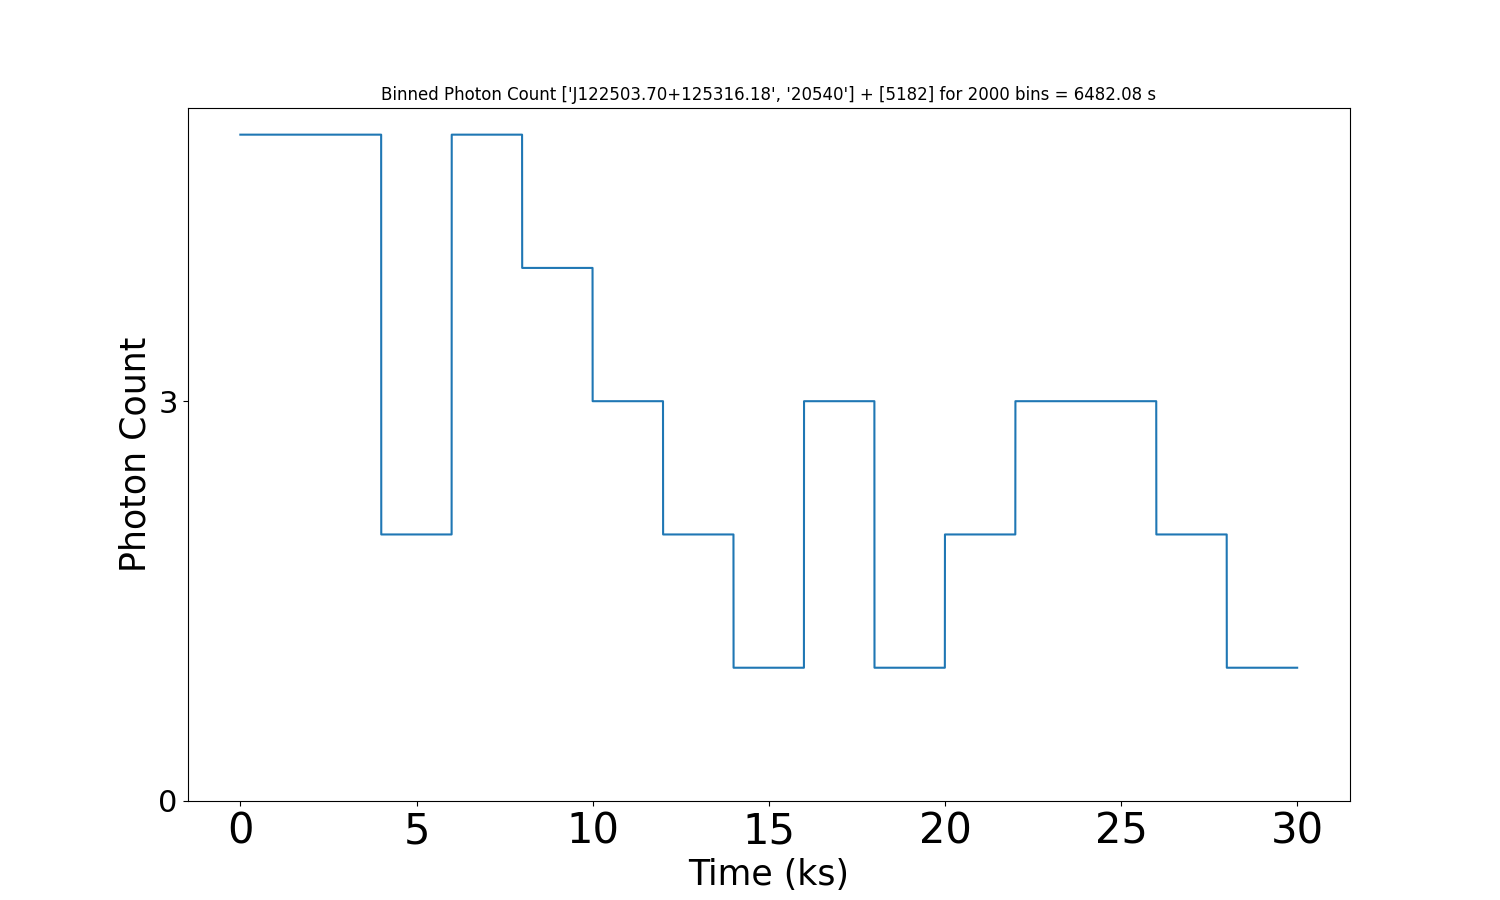 Binned Photon Count ['J122503.70+125316.18', '20540'] + [5182] for 2000 bins = 6482.08 s
Photon Count
3
0
0 5 10 15 20 25 30
Time (ks)